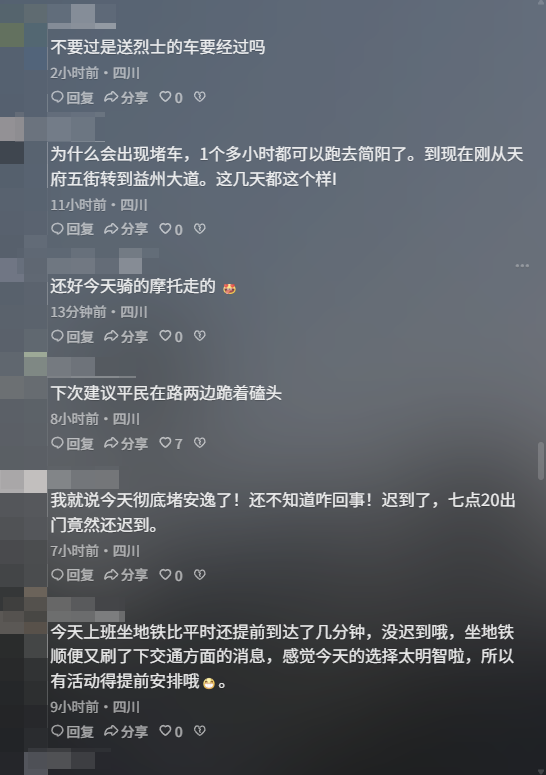 不要过是送烈士的车要经过吗
2小时前·四川
回复 分享 0
为什么会出现堵车，1个多小时都可以跑去简阳了。到现在刚从天
府五街转到益州大道。这几天都这个样！
11小时前·四川
回复 分享 0
还好今天骑的摩托走的
13分钟前·四川
回复 分享 0
下次建议平民在路两边跪着磕头
8小时前·四川
回复 分享 7
我就说今天彻底堵安逸了！还不知道咋回事！迟到了，七点20出
门竟然还迟到。
7小时前·四川
回复 分享 0
今天上班坐地铁比平时还提前到达了几分钟，没迟到哦，坐地铁
顺便又刷了下交通方面的消息，感觉今天的选择太明智啦，所以
有活动得提前安排哦。
9小时前·四川
回复 分享 0